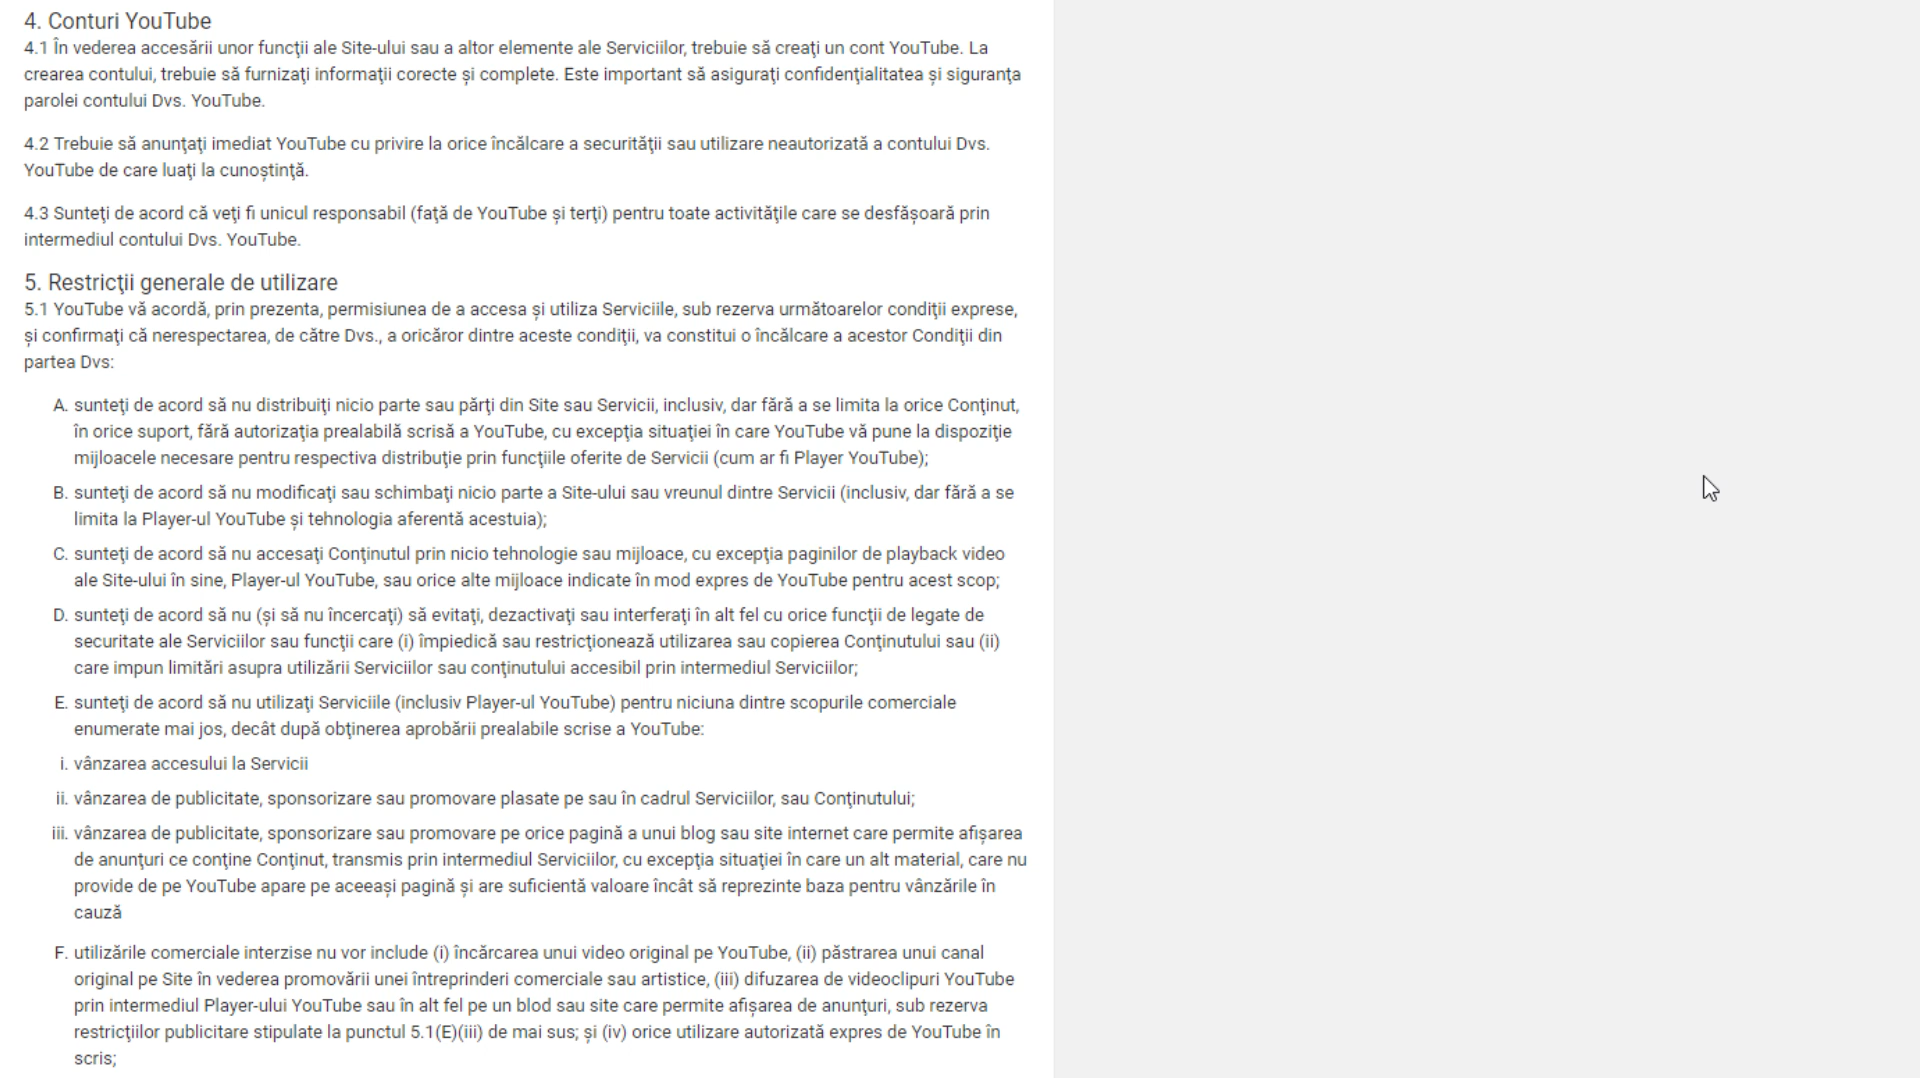 4. Conturi YouTube
4.1 În vederea accesării unor funcţii ale Site-ului sau a altor elemente ale Serviciilor, trebuie să creaţi un cont YouTube. La
crearea contului, trebuie să furnizaţi informaţii corecte şi complete. Este important să asiguraţi confidenţialitatea şi siguranţa
parolei contului Dvs. YouTube.
4.2 Trebuie să anunţaţi imediat YouTube cu privire la orice încălcare a securităţii sau utilizare neautorizată a contului Dvs.
YouTube de care luaţi la cunoştinţă.
4.3 Sunteţi de acord că veţi fi unicul responsabil (faţă de YouTube şi terţi) pentru toate activităţile care se desfăşoară prin
intermediul contului Dvs. YouTube.
5. Restricţii generale de utilizare
5.1 YouTube vă acordă, prin prezenta, permisiunea de a accesa şi utiliza Serviciile, sub rezerva următoarelor condiţii exprese,
şi confirmaţi că nerespectarea, de către Dvs., a oricăror dintre aceste condiţii, va constitui o încălcare a acestor Condiţii din
partea Dvs:
A. sunteţi de acord să nu distribuiţi nicio parte sau părţi din Site sau Servicii, inclusiv, dar fără a se limita la orice Conţinut,
în orice suport, fără autorizaţia prealabilă scrisă a YouTube, cu excepţia situaţiei în care YouTube vă pune la dispoziţie
mijloacele necesare pentru respectiva distribuţie prin funcţiile oferite de Servicii (cum ar fi Player YouTube);
B. sunteţi de acord să nu modificaţi sau schimbaţi nicio parte a Site-ului sau vreunul dintre Servicii (inclusiv, dar fără a se
limita la Player-ul YouTube şi tehnologia aferentă acestuia);
C. sunteţi de acord să nu accesaţi Conţinutul prin nicio tehnologie sau mijloace, cu excepţia paginilor de playback video
ale Site-ului în sine, Player-ul YouTube, sau orice alte mijloace indicate în mod expres de YouTube pentru acest scop;
D. sunteţi de acord să nu (şi să nu încercaţi) să evitaţi, dezactivaţi sau interferaţi în alt fel cu orice funcţii de legate de
securitate ale Serviciilor sau funcţii care (i) împiedică sau restricţionează utilizarea sau copierea Conţinutului sau (ii)
care impun limitări asupra utilizării Serviciilor sau conţinutului accesibil prin intermediul Serviciilor;
E. sunteţi de acord să nu utilizaţi Serviciile (inclusiv Player-ul YouTube) pentru niciuna dintre scopurile comerciale
enumerate mai jos, decât după obţinerea aprobării prealabile scrise a YouTube:
i. vânzarea accesului la Servicii
ii. vânzarea de publicitate, sponsorizare sau promovare plasate pe sau în cadrul Serviciilor, sau Conţinutului;
iii. vânzarea de publicitate, sponsorizare sau promovare pe orice pagină a unui blog sau site internet care permite afişarea
de anunţuri ce conţine Conţinut, transmis prin intermediul Serviciilor, cu excepţia situaţiei în care un alt material, care nu
provide de pe YouTube apare pe aceeaşi pagină şi are suficientă valoare încât să reprezinte baza pentru vânzările în
cauză
F. utilizările comerciale interzise nu vor include (i) încărcarea unui video original pe YouTube, (ii) păstrarea unui canal
original pe Site în vederea promovării unei întreprinderi comerciale sau artistice, (iii) difuzarea de videoclipuri YouTube
prin intermediul Player-ului YouTube sau în alt fel pe un blod sau site care permite afişarea de anunţuri, sub rezerva
restricţiilor publicitare stipulate la punctul 5.1(E)(iii) de mai sus; şi (iv) orice utilizare autorizată expres de YouTube în
scris;